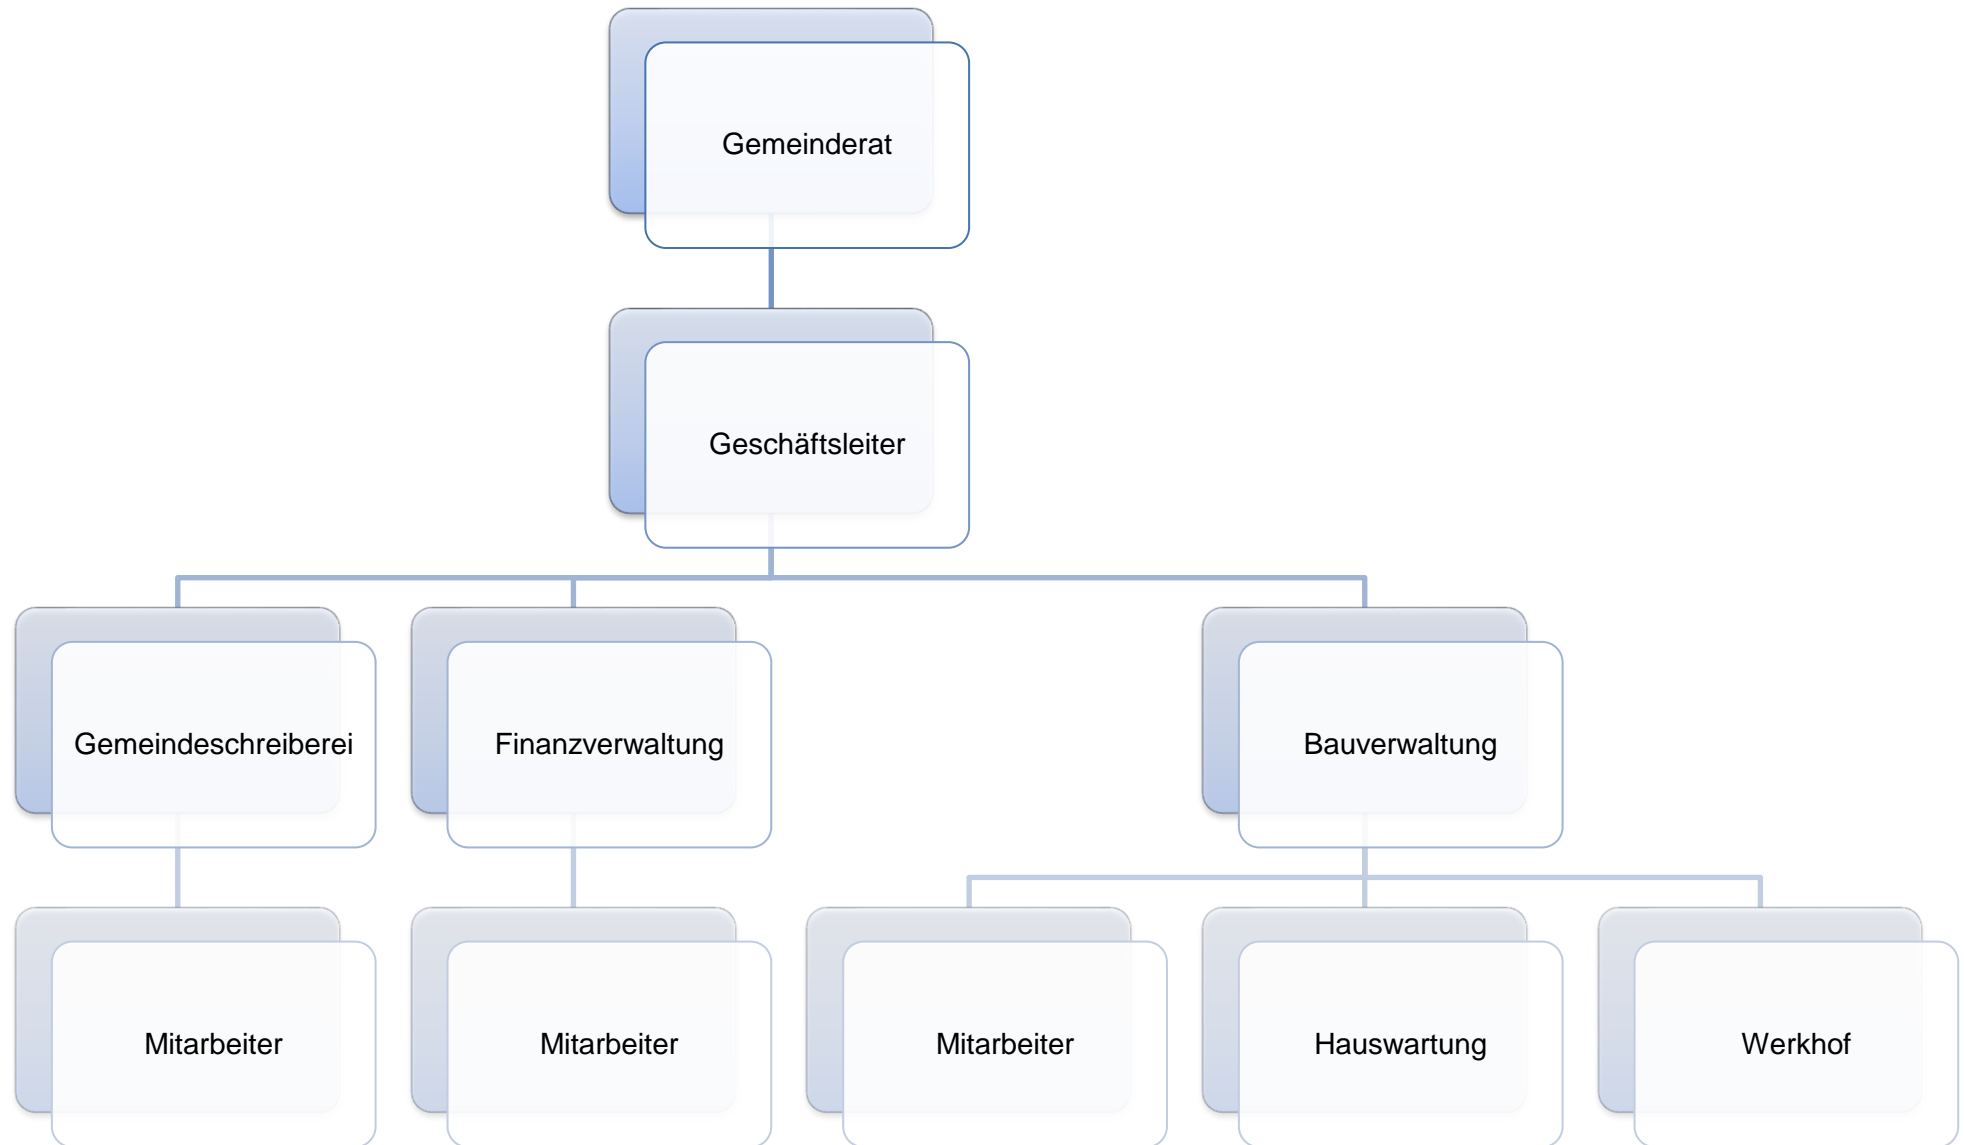 Gemeinderat
Geschäftsleiter
Gemeindeschreiberei
Finanzverwaltung
Bauverwaltung
Mitarbeiter
Mitarbeiter
Mitarbeiter
Hauswartung
Werkhof